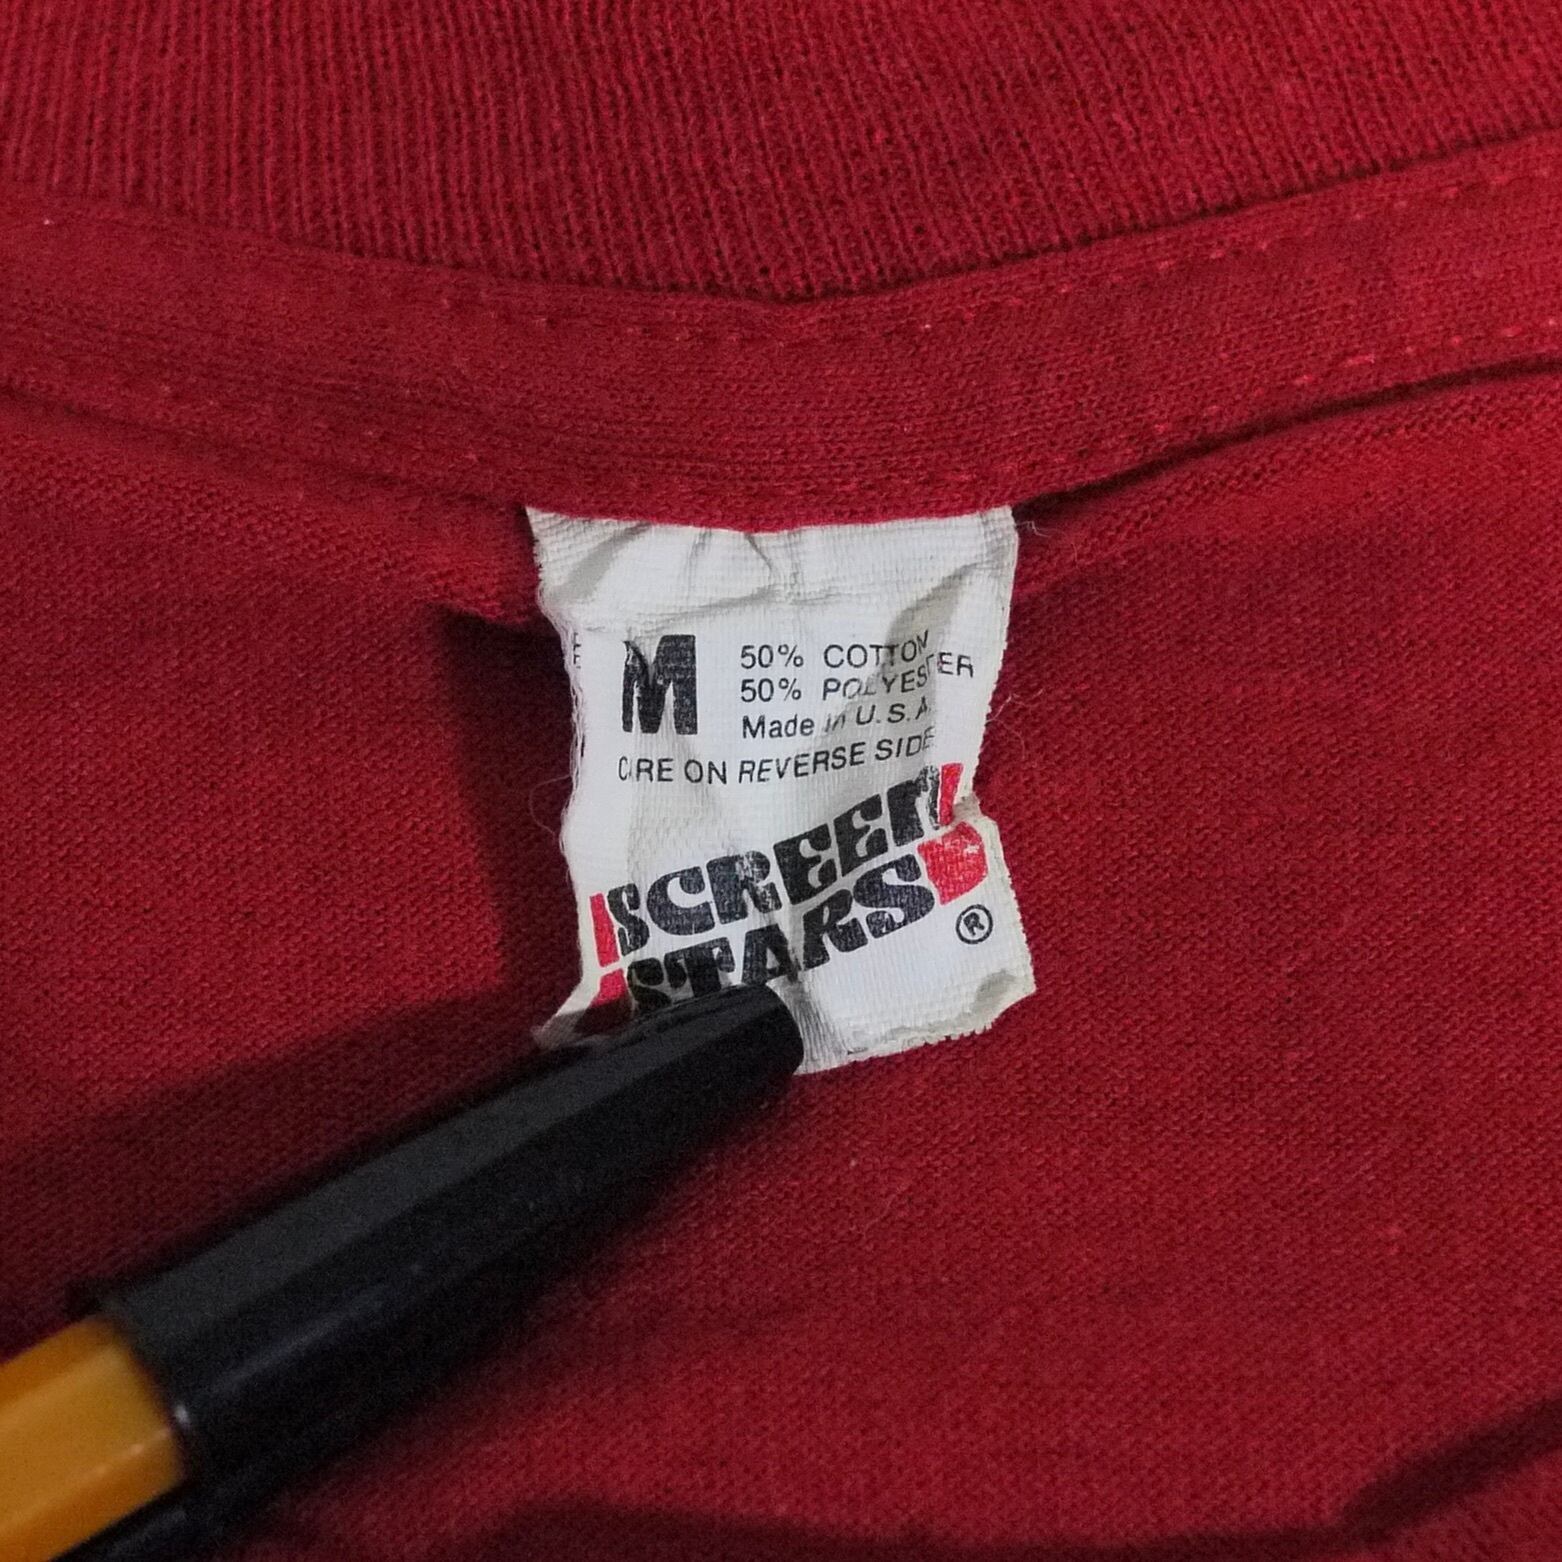 M
50% COTTON
50% POLYESTER
Made in U.S.A.
CARE ON REVERSE SIDE
SCREEN
STARS
®